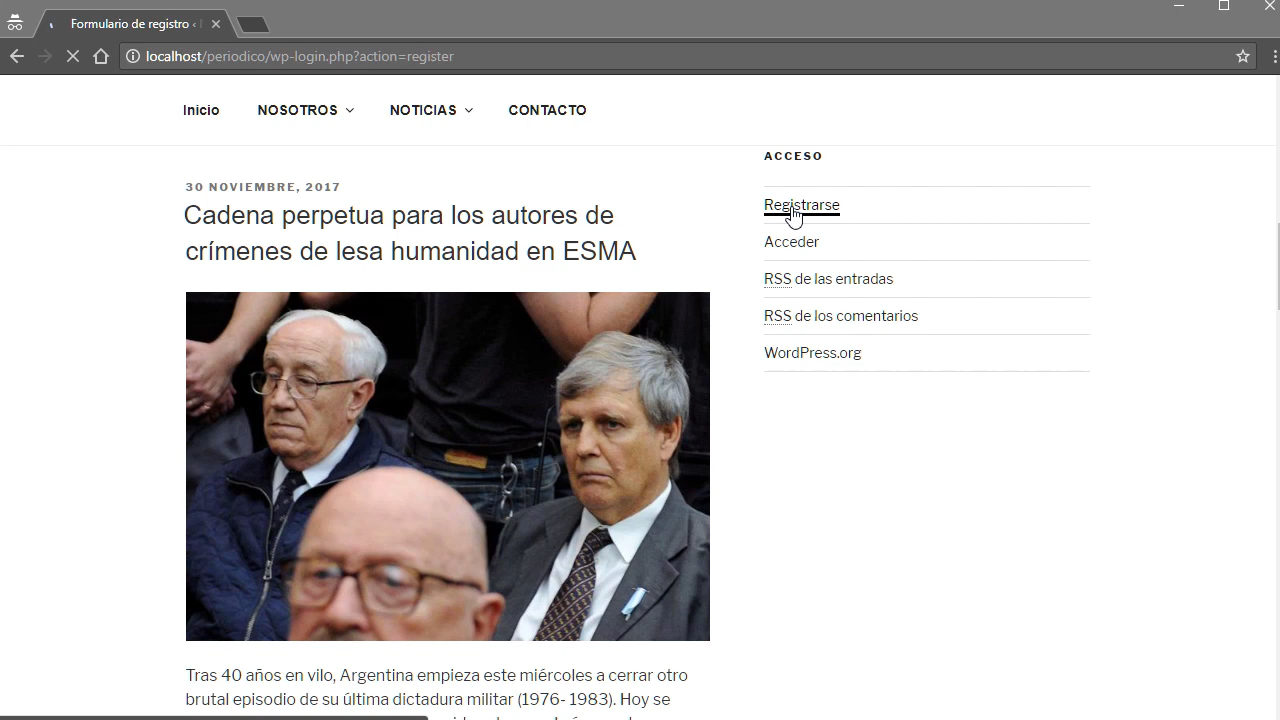 Formulario de registro ‹
localhost/periodico/wp-login.php?action=register
Inicio NOSOTROS NOTICIAS CONTACTO
30 NOVIEMBRE, 2017
Cadena perpetua para los autores de
crímenes de lesa humanidad en ESMA
Tras 40 años en vilo, Argentina empieza este miércoles a cerrar otro
brutal episodio de su última dictadura militar (1976- 1983). Hoy se
ACCESO
Registrarse
Acceder
RSS de las entradas
RSS de los comentarios
WordPress.org